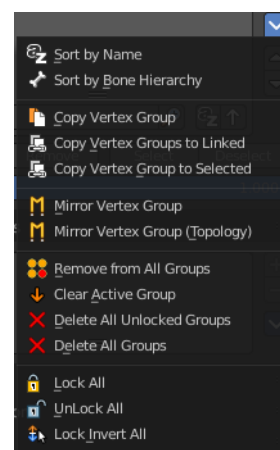 Sort by Name
Sort by Bone Hierarchy
Copy Vertex Group
Copy Vertex Groups to Linked
Copy Vertex Group to Selected
Mirror Vertex Group
Mirror Vertex Group (Topology)
Remove from All Groups
Clear Active Group
Delete All Unlocked Groups
Delete All Groups
Lock All
UnLock All
Lock Invert All